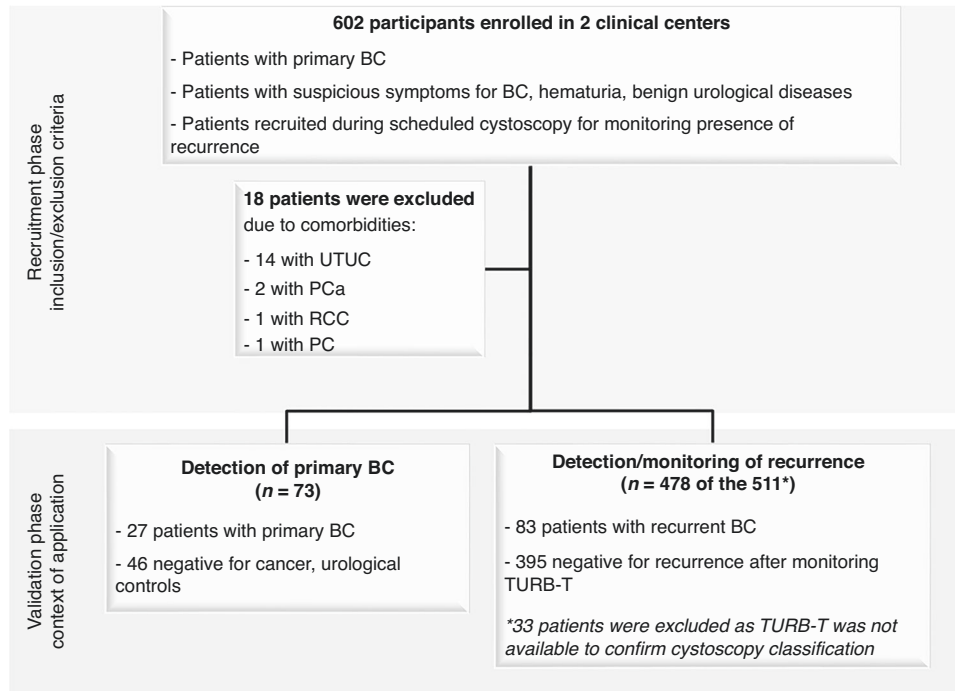 Recruitment phase
inclusion/exclusion criteria
602 participants enrolled in 2 clinical centers
- Patients with primary BC
- Patients with suspicious symptoms for BC, hematuria, benign urological diseases
- Patients recruited during scheduled cystoscopy for monitoring presence of
recurrence
18 patients were excluded
due to comorbidities:
- 14 with UTUC
- 2 with PCa
- 1 with RCC
- 1 with PC
Validation phase
context of application
Detection of primary BC
(n = 73)
- 27 patients with primary BC
- 46 negative for cancer, urological
controls
Detection/monitoring of recurrence
(n = 478 of the 511*)
- 83 patients with recurrent BC
- 395 negative for recurrence after monitoring
TURB-T
*33 patients were excluded as TURB-T was not
available to confirm cystoscopy classification